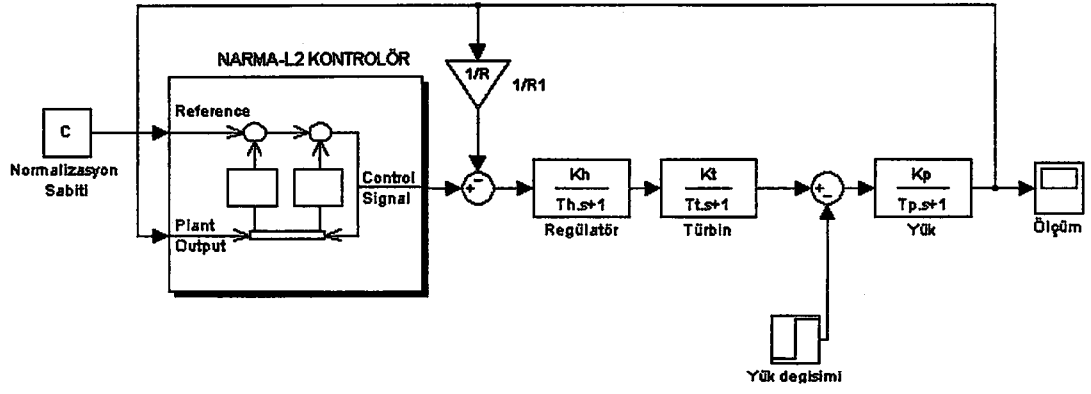 NARMA-L2 KONTROLÖR
1/R
1/R1
Reference
C
Normalizasyon
Sabiti
Control
Signal
Plant
Output
+
-
Kh
Th.s+1
Regülatör
Kt
Tt.s+1
Türbin
+
-
Kp
Tp.s+1
Yük
Ölçüm
Yük degisimi